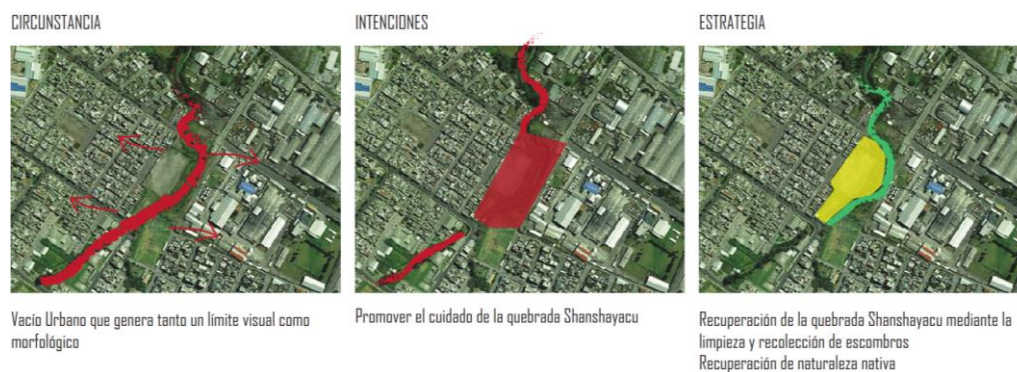 CIRCUNSTANCIA
Vacío Urbano que genera tanto un límite visual como
morfológico
INTENCIONES
Promover el cuidado de la quebrada Shanshayacu
ESTRATEGIA
Recuperación de la quebrada Shanshayacu mediante la
limpieza y recolección de escombros
Recuperación de naturaleza nativa